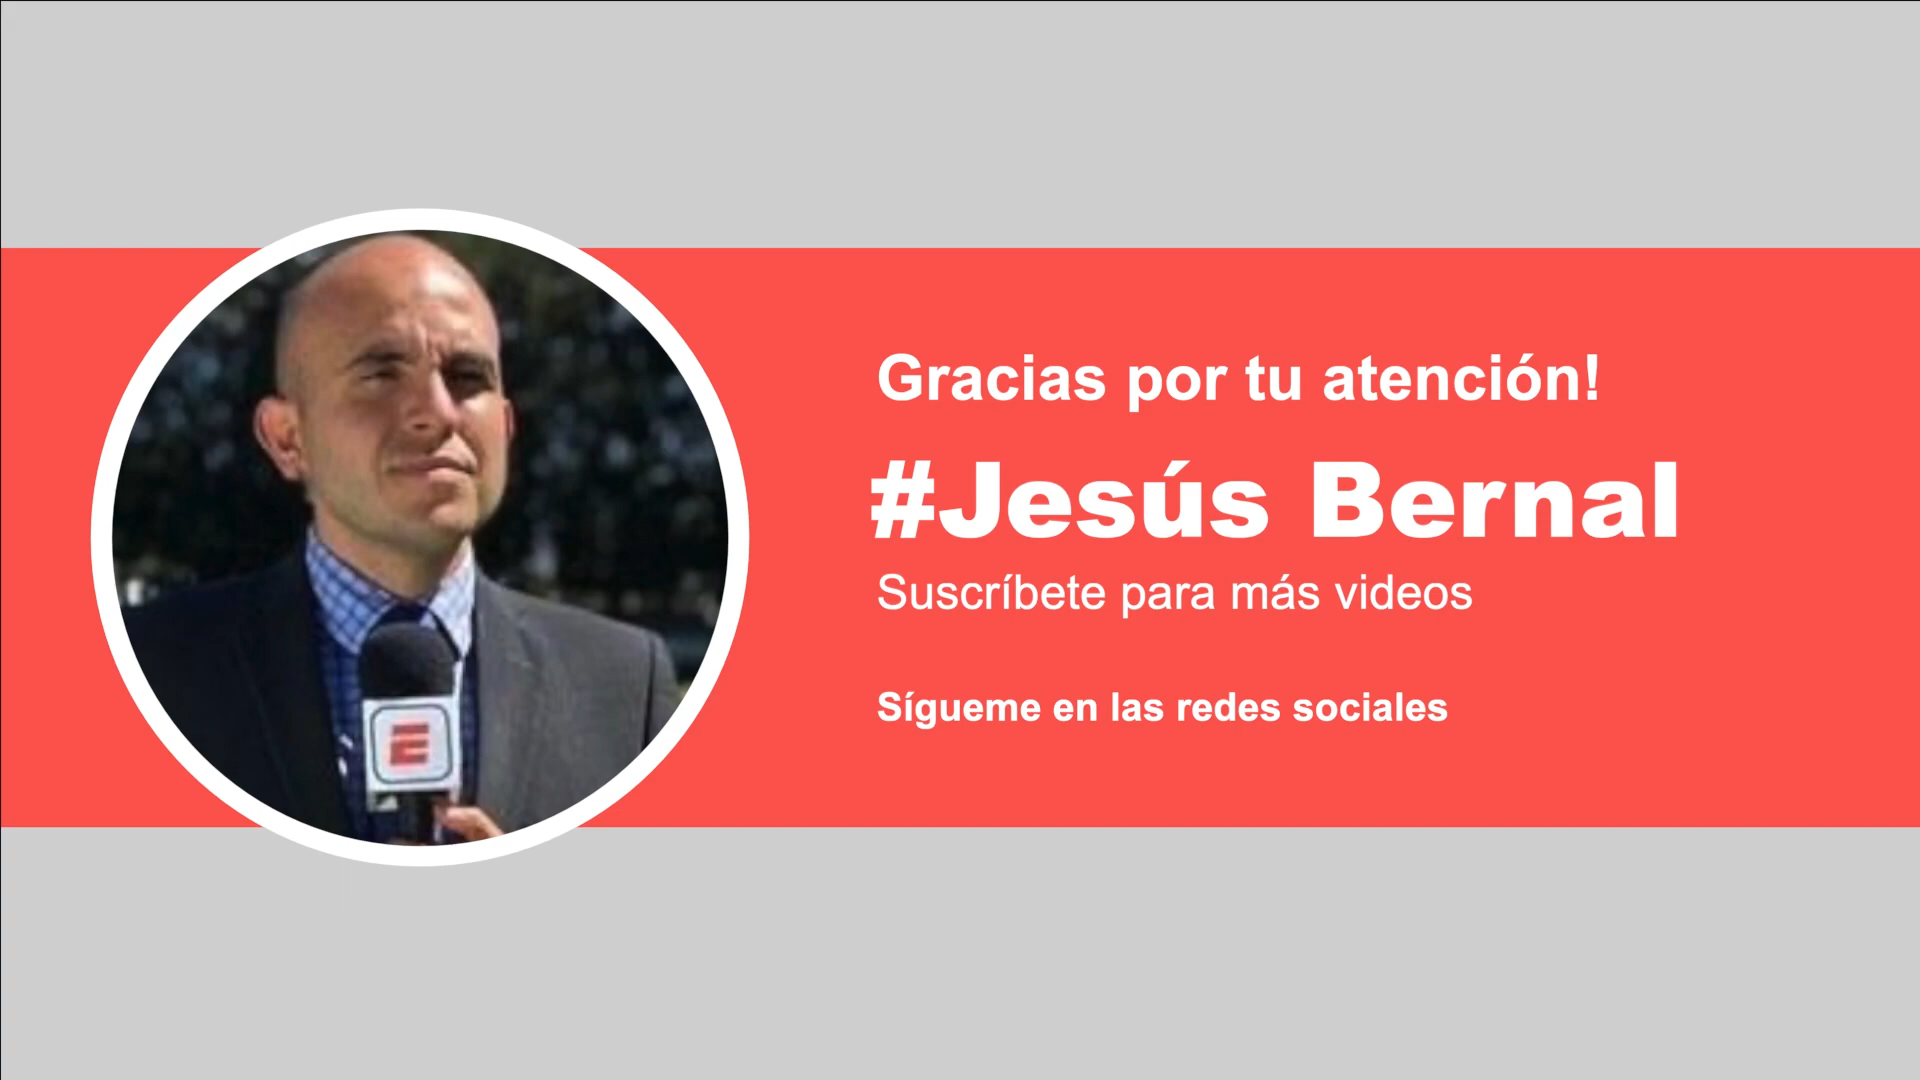 Gracias por tu atención!
#Jesús Bernal
Suscríbete para más videos
Sígueme en las redes sociales
E